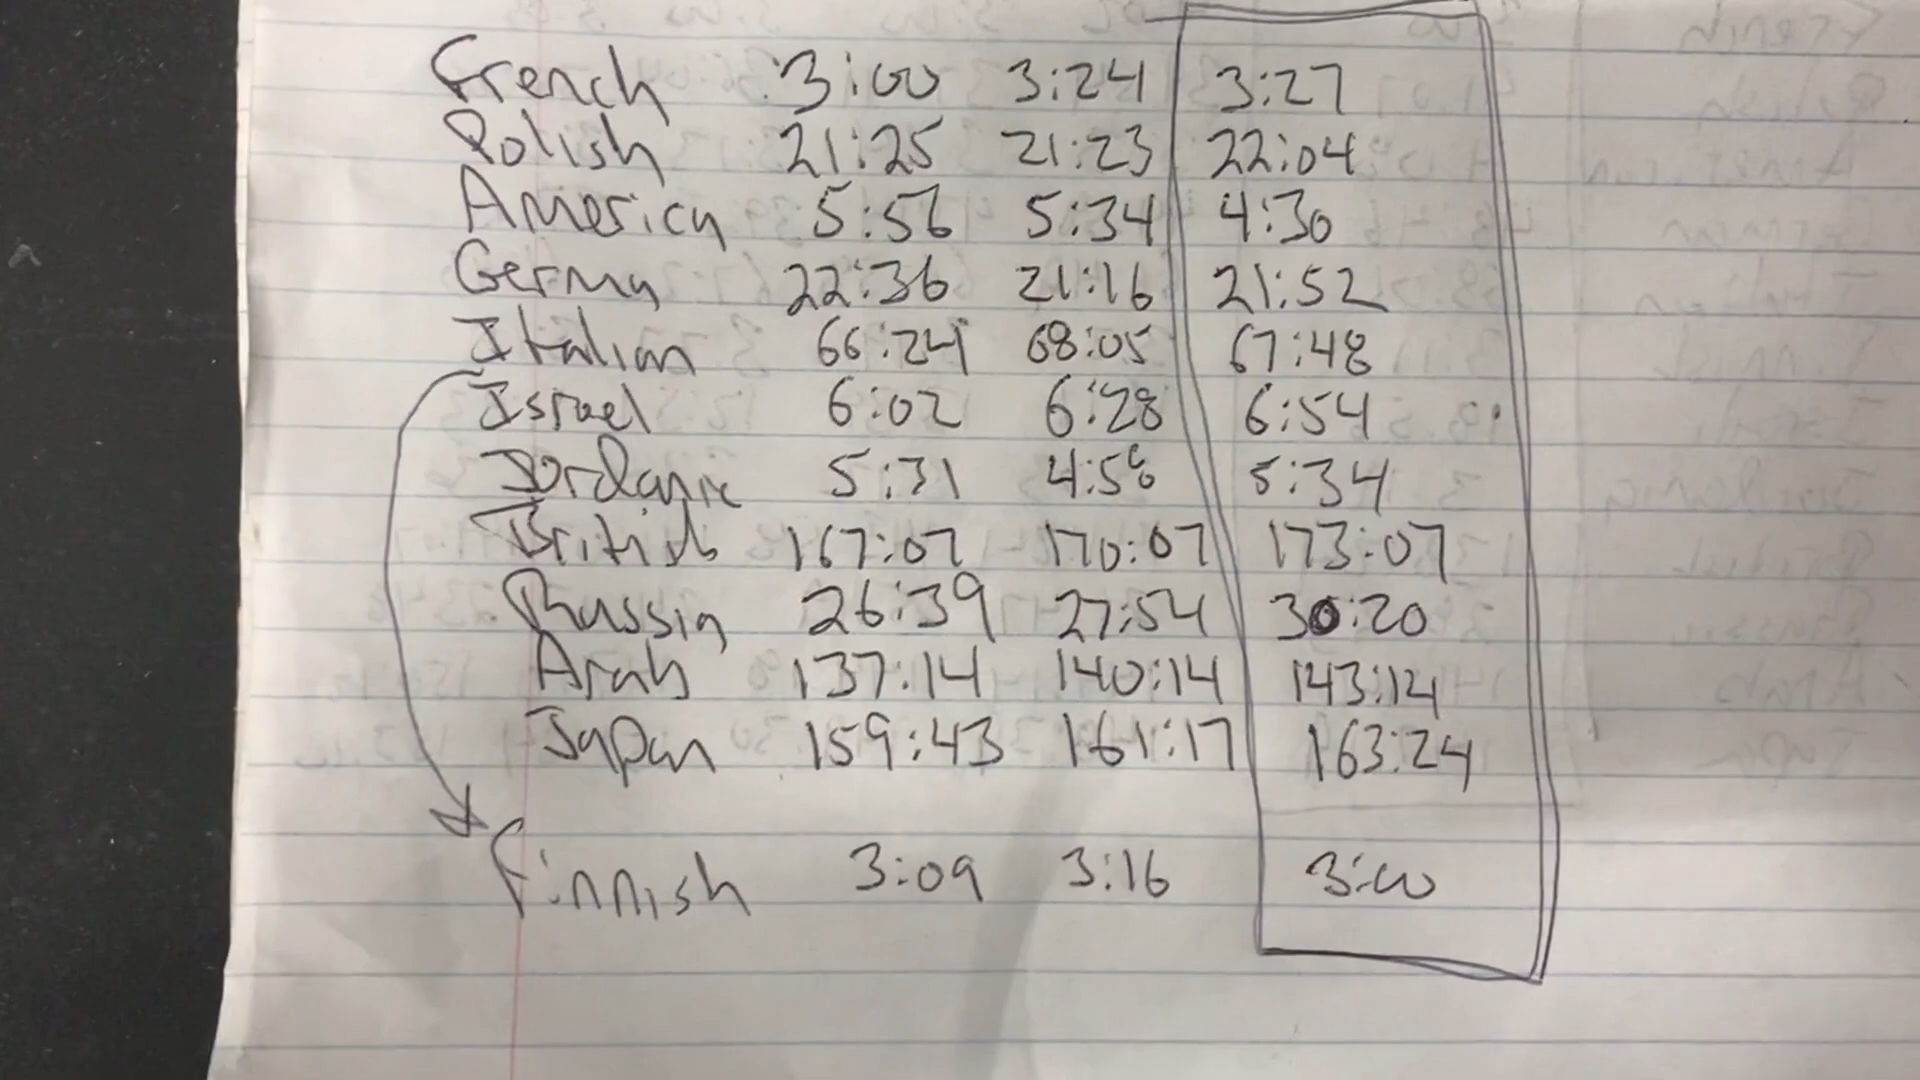 French 3:00 3:24 3:27
Polish 21:25 21:23 22:04
America 5:56 5:34 4:30
Germa 22:36 21:16 21:52
Italian 66:24 68:05 67:48
Israel 6:02 6:28 6:54
Jordanie 5:31 4:58 5:34
British 167:07 170:07 173:07
Russia 26:39 27:54 30:20
Arab 137:14 140:14 143:14
Japan 159:43 161:17 163:24
Finnish 3:09 3:16 3:00